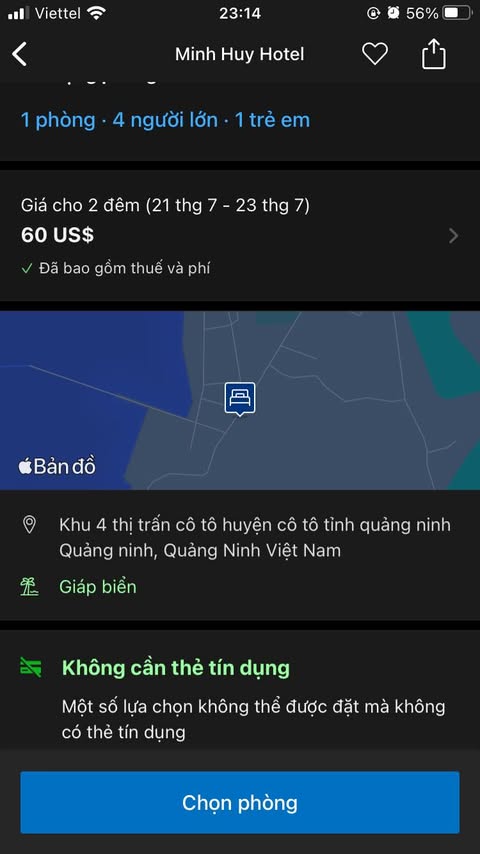 Viettel
23:14
56%
Minh Huy Hotel
1 phòng · 4 người lớn · 1 trẻ em
Giá cho 2 đêm (21 thg 7 - 23 thg 7)
60 US$
Đã bao gồm thuế và phí
Bản đồ
Khu 4 thị trấn cô tô huyện cô tô tỉnh quảng ninh
Quảng ninh, Quảng Ninh Việt Nam
Giáp biển
Không cần thẻ tín dụng
Một số lựa chọn không thể được đặt mà không
có thẻ tín dụng
Chọn phòng